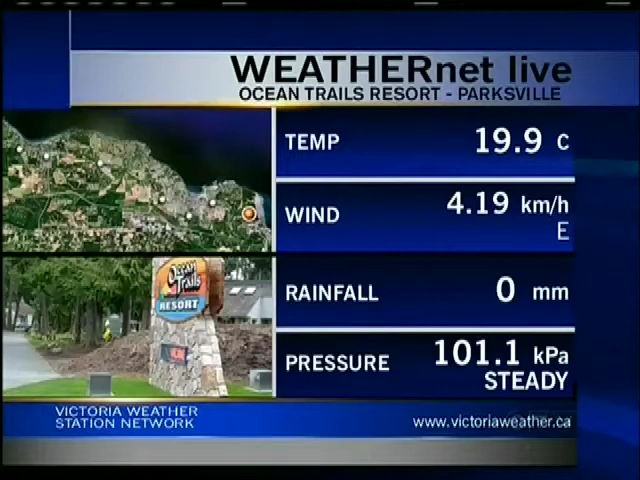 WEATHERnet live
OCEAN TRAILS RESORT - PARKSVILLE
TEMP 19.9 C
WIND 4.19 km/h
E
Ocean
Trails
RESORT
RAINFALL 0 mm
PRESSURE 101.1 kPa
STEADY
VICTORIA WEATHER
STATION NETWORK
www.victoriaweather.ca